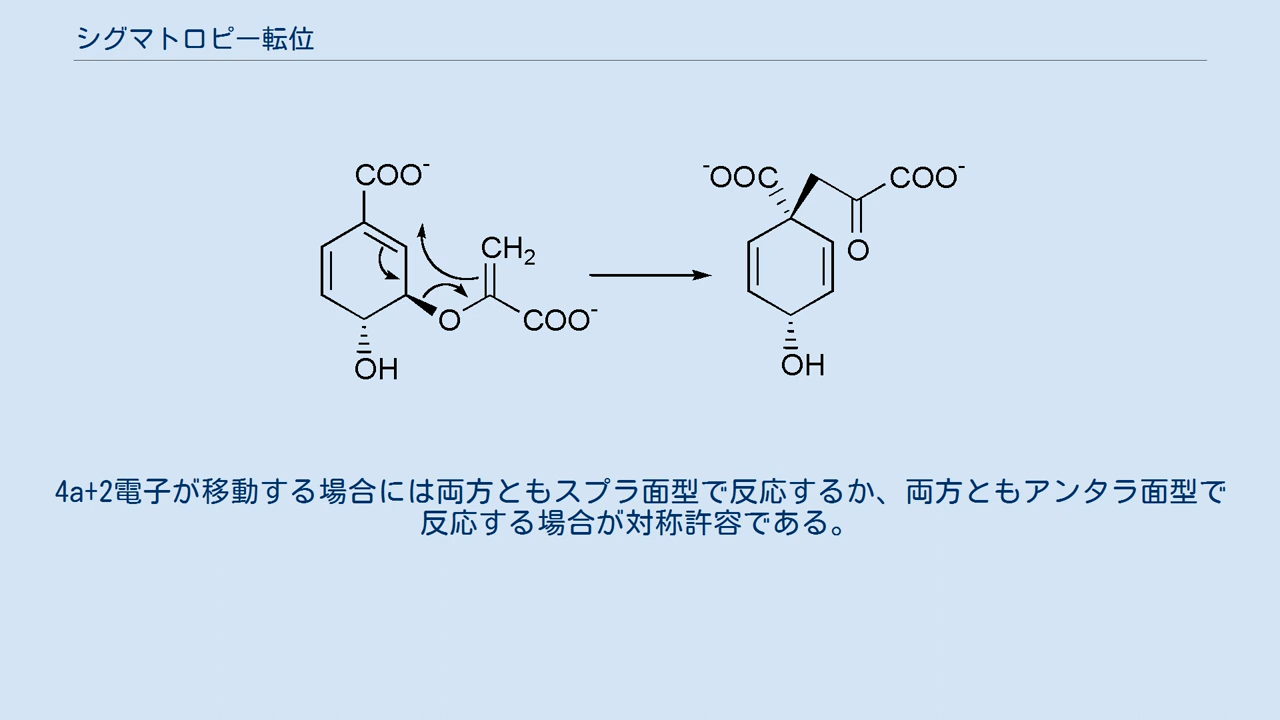 シグマトロピー転位
COO⁻
CH₂
O
COO⁻
OH
⁻OOC
COO⁻
O
OH
4a+2電子が移動する場合には両方ともスプラ面型で反応するか、両方ともアンタラ面型で
反応する場合が対称許容である。